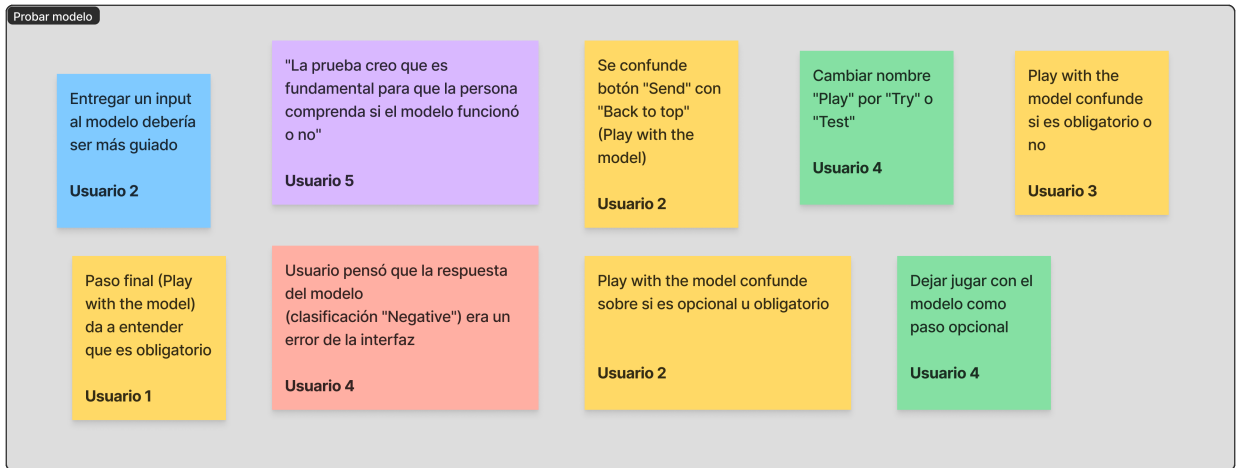 Probar modelo
Entregar un input
al modelo debería
ser más guiado
Usuario 2
"La prueba creo que es
fundamental para que la persona
comprenda si el modelo funcionó
o no"
Usuario 5
Se confunde
botón "Send" con
"Back to top"
(Play with the
model)
Usuario 2
Cambiar nombre
"Play" por "Try" o
"Test"
Usuario 4
Play with the
model confunde
si es obligatorio o
no
Usuario 3
Paso final (Play
with the model)
da a entender
que es obligatorio
Usuario 1
Usuario pensó que la respuesta
del modelo
(clasificación "Negative") era un
error de la interfaz
Usuario 4
Play with the model confunde
sobre si es opcional u obligatorio
Usuario 2
Dejar jugar con el
modelo como
paso opcional
Usuario 4